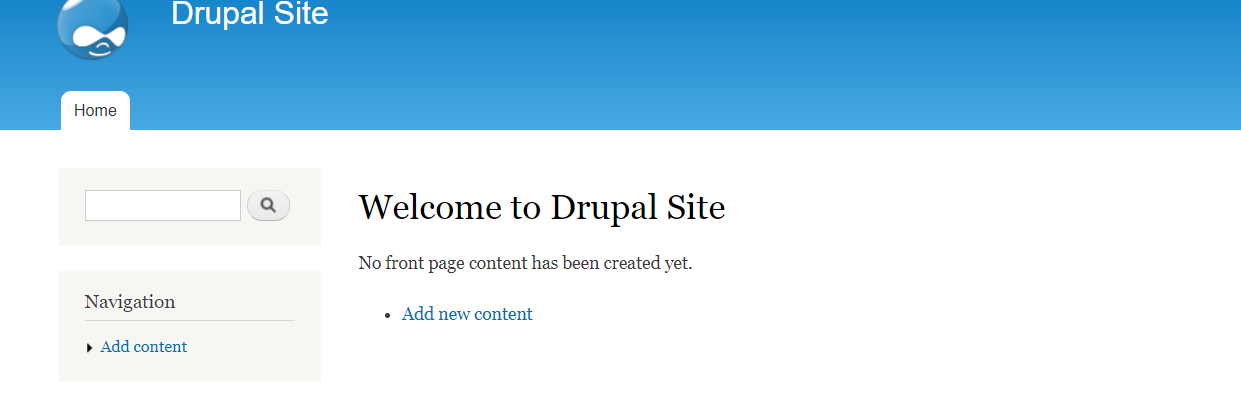 Drupal Site
Home
Welcome to Drupal Site
No front page content has been created yet.
Add new content
Navigation
Add content